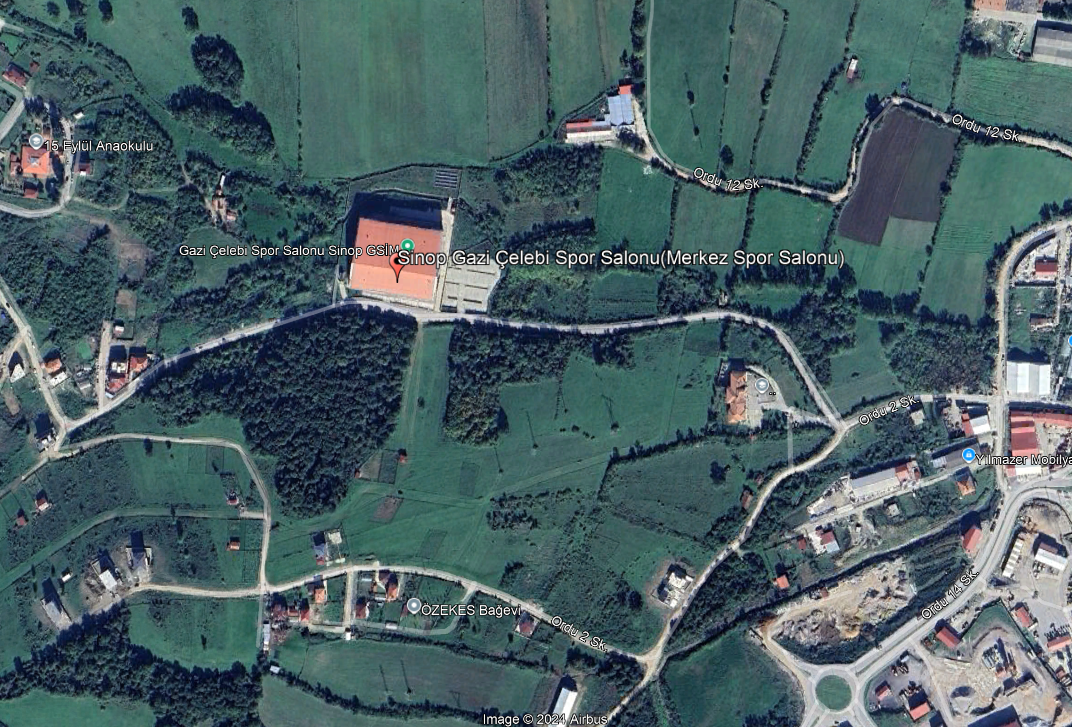 Ordu 12 Sk.
15 Eylül Anaokulu
Ordu 12 Sk.
Gazi Çelebi Spor Salonu Sinop GSİM
Sinop Gazi Çelebi Spor Salonu(Merkez Spor Salonu)
Ordu 2 Sk.
Yılmazer Mobilya
Ordu 14 Sk.
ÖZEKES Bağevi
Ordu 2 Sk.
Image © 2024 Airbus